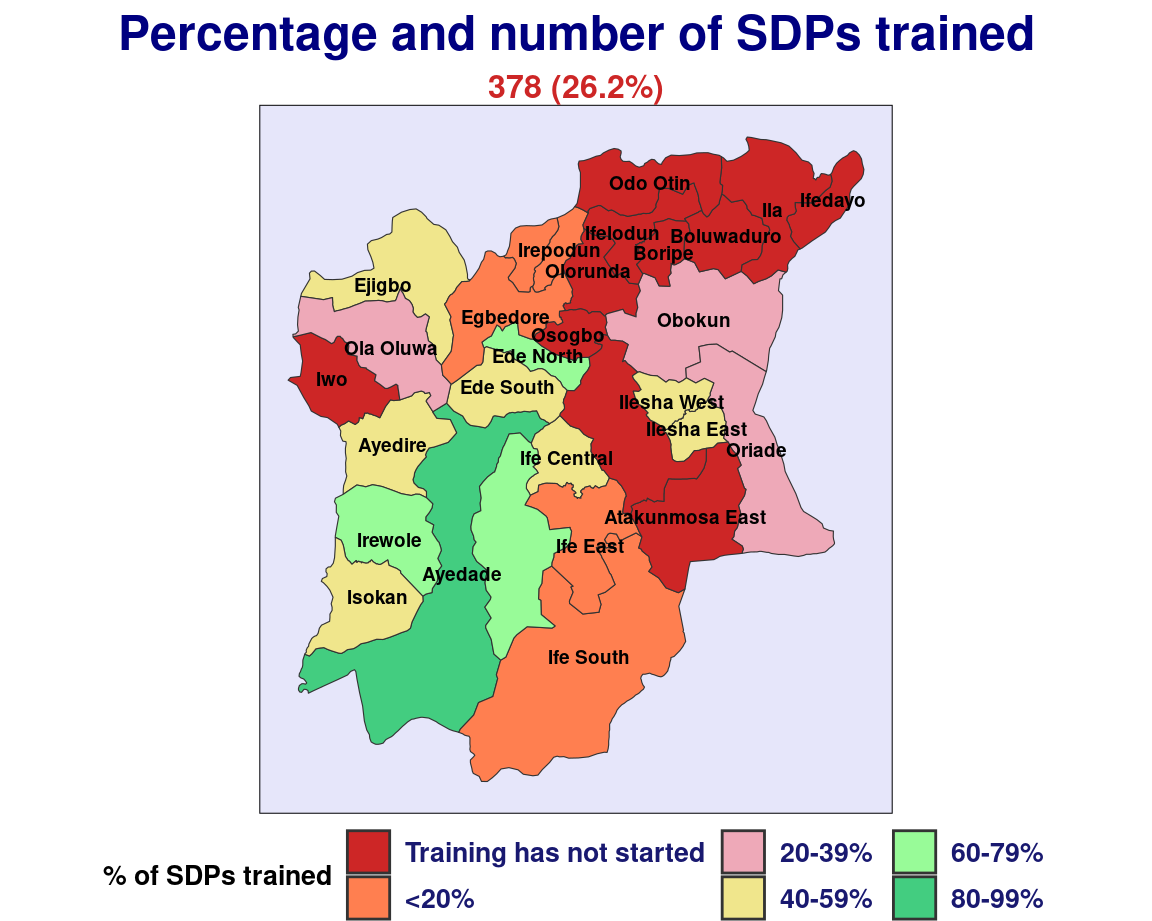 Percentage and number of SDPs trained
378 (26.2%)
Odo Otin
Ifedayo
Ila
Ifelodun
Boluwaduro
Irepodun
Boripe
Olorunda
Ejigbo
Egbedore
Obokun
Osogbo
Ola Oluwa
Ede North
Iwo
Ede South
Ilesha West
Ilesha East
Ayedire
Oriade
Ife Central
Atakunmosa East
Irewole
Ife East
Ayedade
Isokan
Ife South
% of SDPs trained
Training has not started
<20%
20-39%
40-59%
60-79%
80-99%